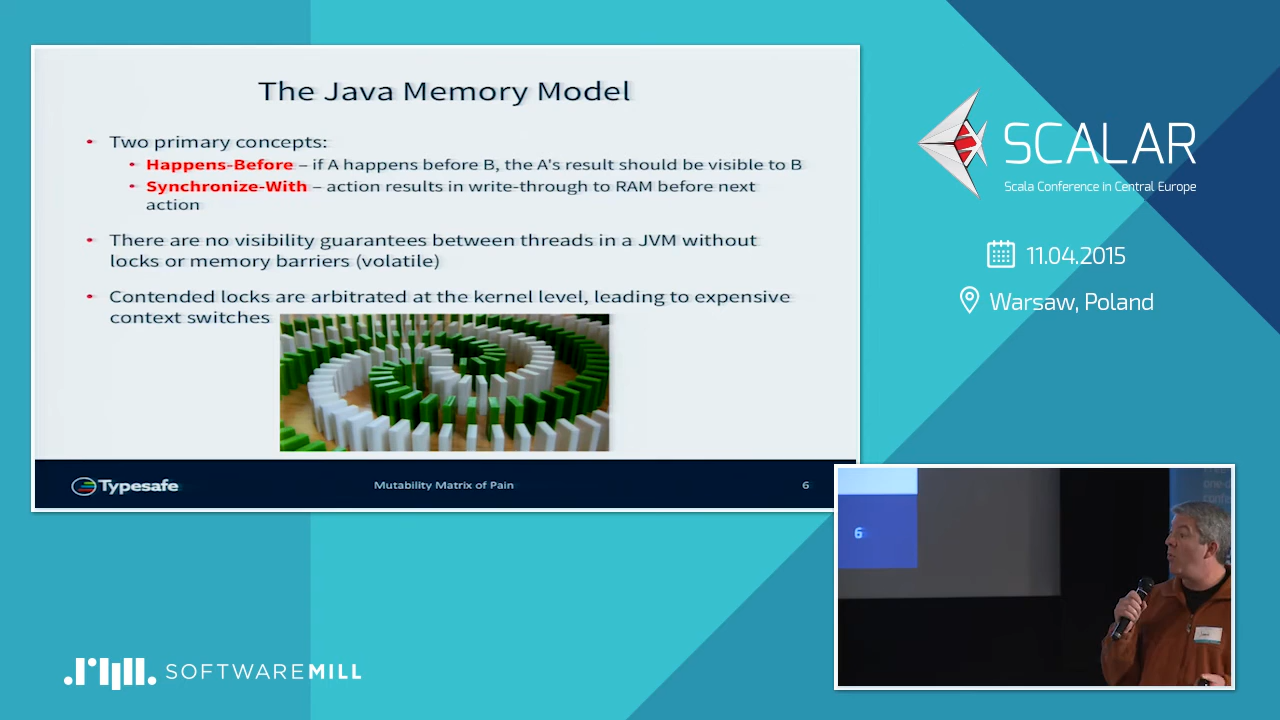 The Java Memory Model
• Two primary concepts:
• Happens-Before – if A happens before B, the A's result should be visible to B
• Synchronize-With – action results in write-through to RAM before next
action
• There are no visibility guarantees between threads in a JVM without
locks or memory barriers (volatile)
• Contended locks are arbitrated at the kernel level, leading to expensive
context switches
Typesafe
Mutability Matrix of Pain
6
SCALAR
Scala Conference in Central Europe
11.04.2015
Warsaw, Poland
6
SOFTWAREMILL